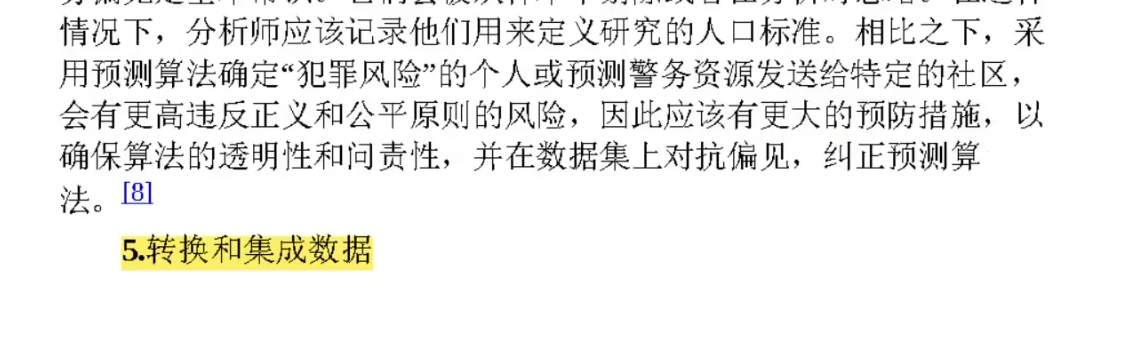 情况下，分析师应该记录他们用来定义研究的人口标准。相比之下，采
用预测算法确定“犯罪风险”的个人或预测警务资源发送给特定的社区，
会有更高违反正义和公平原则的风险，因此应该有更大的预防措施，以
确保算法的透明性和问责性，并在数据集上对抗偏见，纠正预测算
法。[8]
5.转换和集成数据